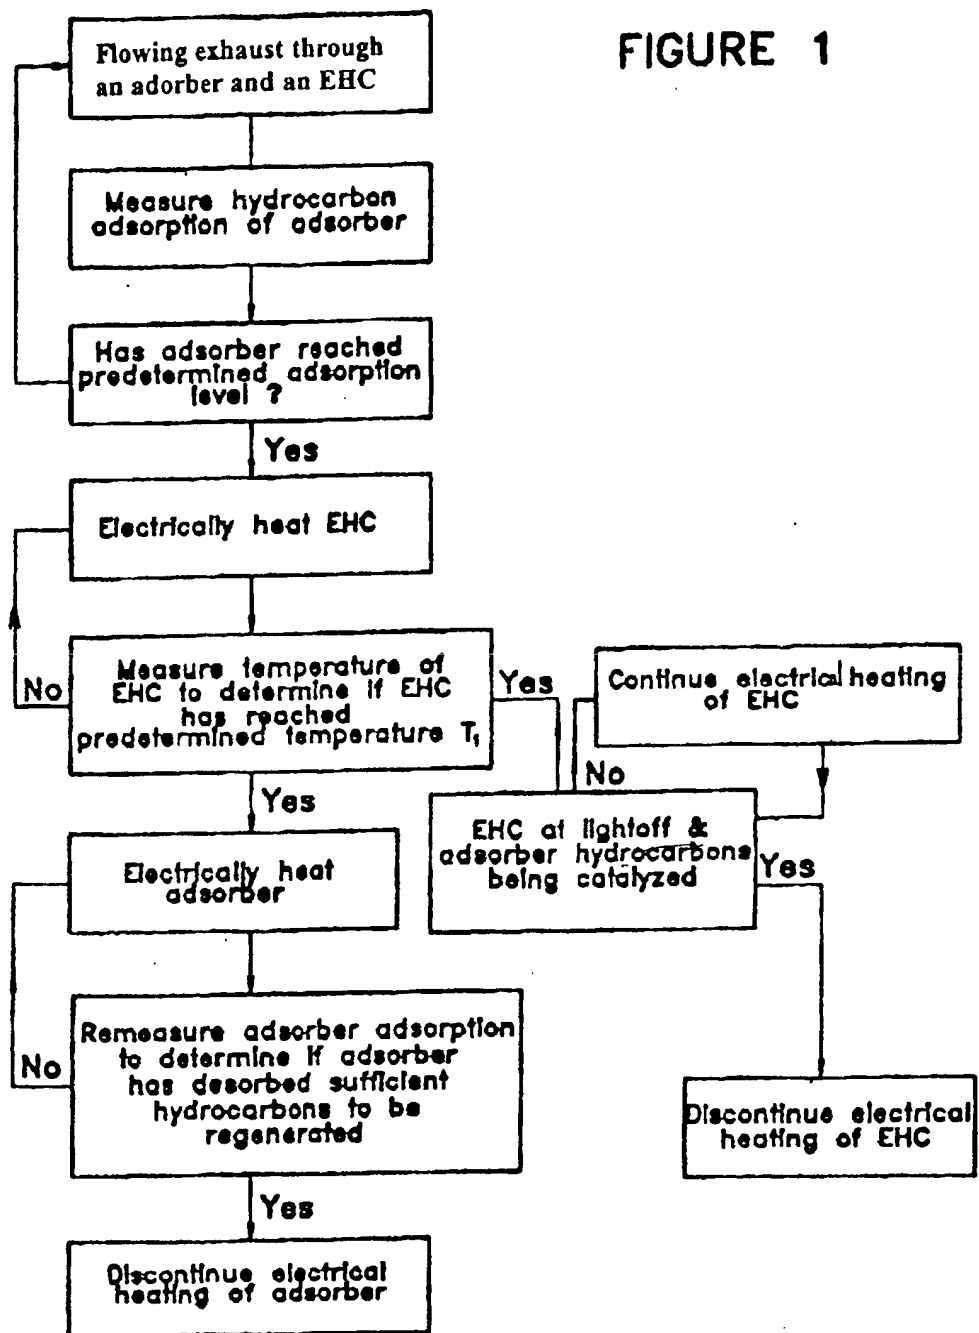 FIGURE 1
Flowing exhaust through
an adorber and an EHC
Measure hydrocarbon
adsorption of adsorber
Has adsorber reached
predetermined adsorption
level ?
Yes
Electrically heat EHC
No
Measure temperature of
EHC to determine if EHC
has reached
predetermined temperature T₁
Yes
Continue electrical heating
of EHC
No
Yes
EHC at lightoff &
adsorber hydrocarbons
being catalyzed
Yes
Electrically heat
adsorber
No
Remeasure adsorber adsorption
to determine if adsorber
has desorbed sufficient
hydrocarbons to be
regenerated
Discontinue electrical
heating of EHC
Yes
Discontinue electrical
heating of adsorber